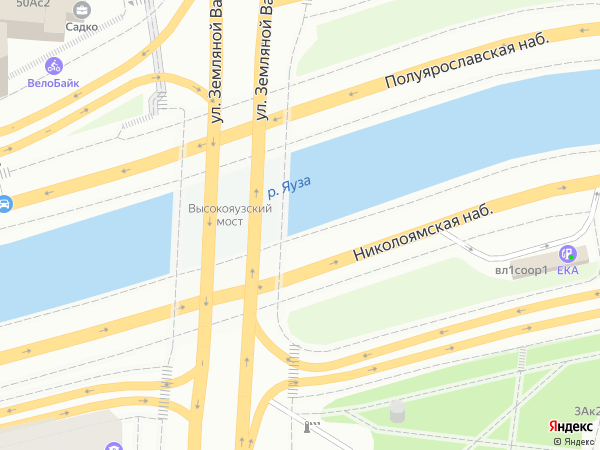 50Ас2
Садко
ВелоБайк
ул. Земляной Ва
ул. Земляной Ва
Полуярославская наб.
р. Яуза
Высокояузский
мост
Николоямская наб.
вл1соор1
ЕКА
3Ак2
Яндекс
© Яндекс